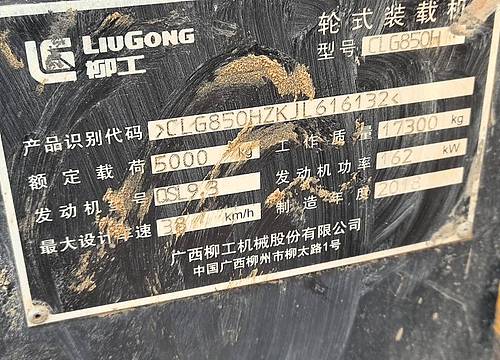 LIUGONG
柳工
轮式装载机
型号 CLG850H
产品识别代码 >CLG850HZKJL616132<
额定载荷 5000 kg 工作质量 17300 kg
发动机型号 QSL9.3 发动机功率 162 kW
最大设计车速 38 km/h 制造年度
广西柳工机械股份有限公司
中国广西柳州市柳太路1号